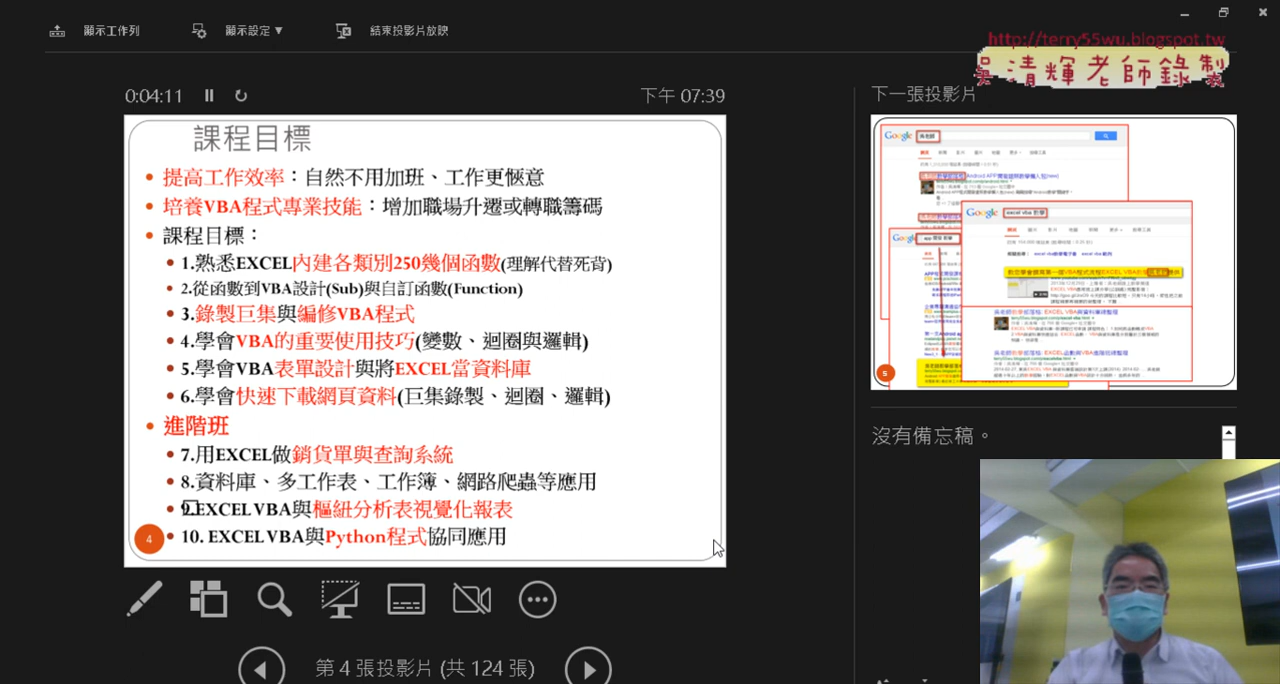 顯示工作列
顯示設定 ▼
結束投影片放映
http://terry55wu.blogspot.tw
吳清輝老師錄製
0:04:11
下午 07:39
下一張投影片
課程目標
• 提高工作效率：自然不用加班、工作更愜意
• 培養VBA程式專業技能：增加職場升遷或轉職籌碼
• 課程目標：
• 1.熟悉EXCEL內建各類別250幾個函數(理解代替死背)
• 2.從函數到VBA設計(Sub)與自訂函數(Function)
• 3.錄製巨集與編修VBA程式
• 4.學會VBA的重要使用技巧(變數、迴圈與邏輯)
• 5.學會VBA表單設計與將EXCEL當資料庫
• 6.學會快速下載網頁資料(巨集錄製、迴圈、邏輯)
• 進階班
• 7.用EXCEL做銷貨單與查詢系統
• 8.資料庫、多工作表、工作簿、網路爬蟲等應用
• 9.EXCEL VBA與樞紐分析表視覺化報表
• 10. EXCEL VBA與Python程式協同應用
4
Google 吳老師
Google excel vba 教學
Google
5
沒有備忘稿。
第 4 張投影片 (共 124 張)